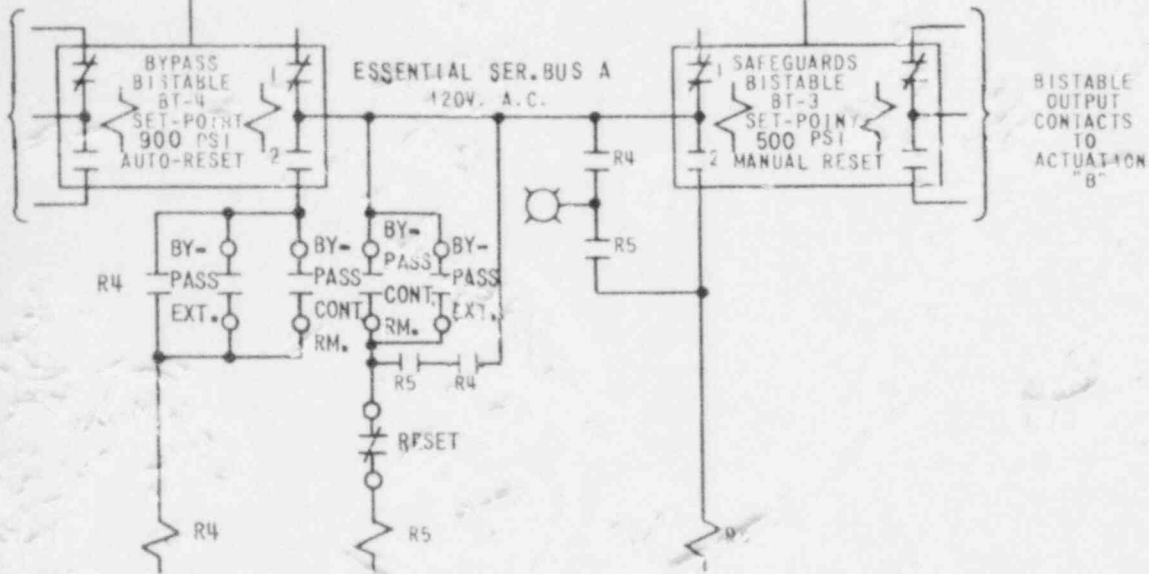 BYPASS
BISTABLE
BT-4
SET-POINT
900 PSI
AUTO-RESET
1
2
ESSENTIAL SER. BUS A
120V. A.C.
1
2
SAFEGUARDS
BISTABLE
BT-3
SET-POINT
500 PSI
MANUAL RESET
BISTABLE
OUTPUT
CONTACTS
TO
ACTUATION
"B"
R4
R5
R4
BY-
PASS
EXT.
BY-
PASS
CONT
RM.
BY-
PASS
CONT.
RM.
BY-
PASS
EXT.
R5
R4
RESET
R4
R5